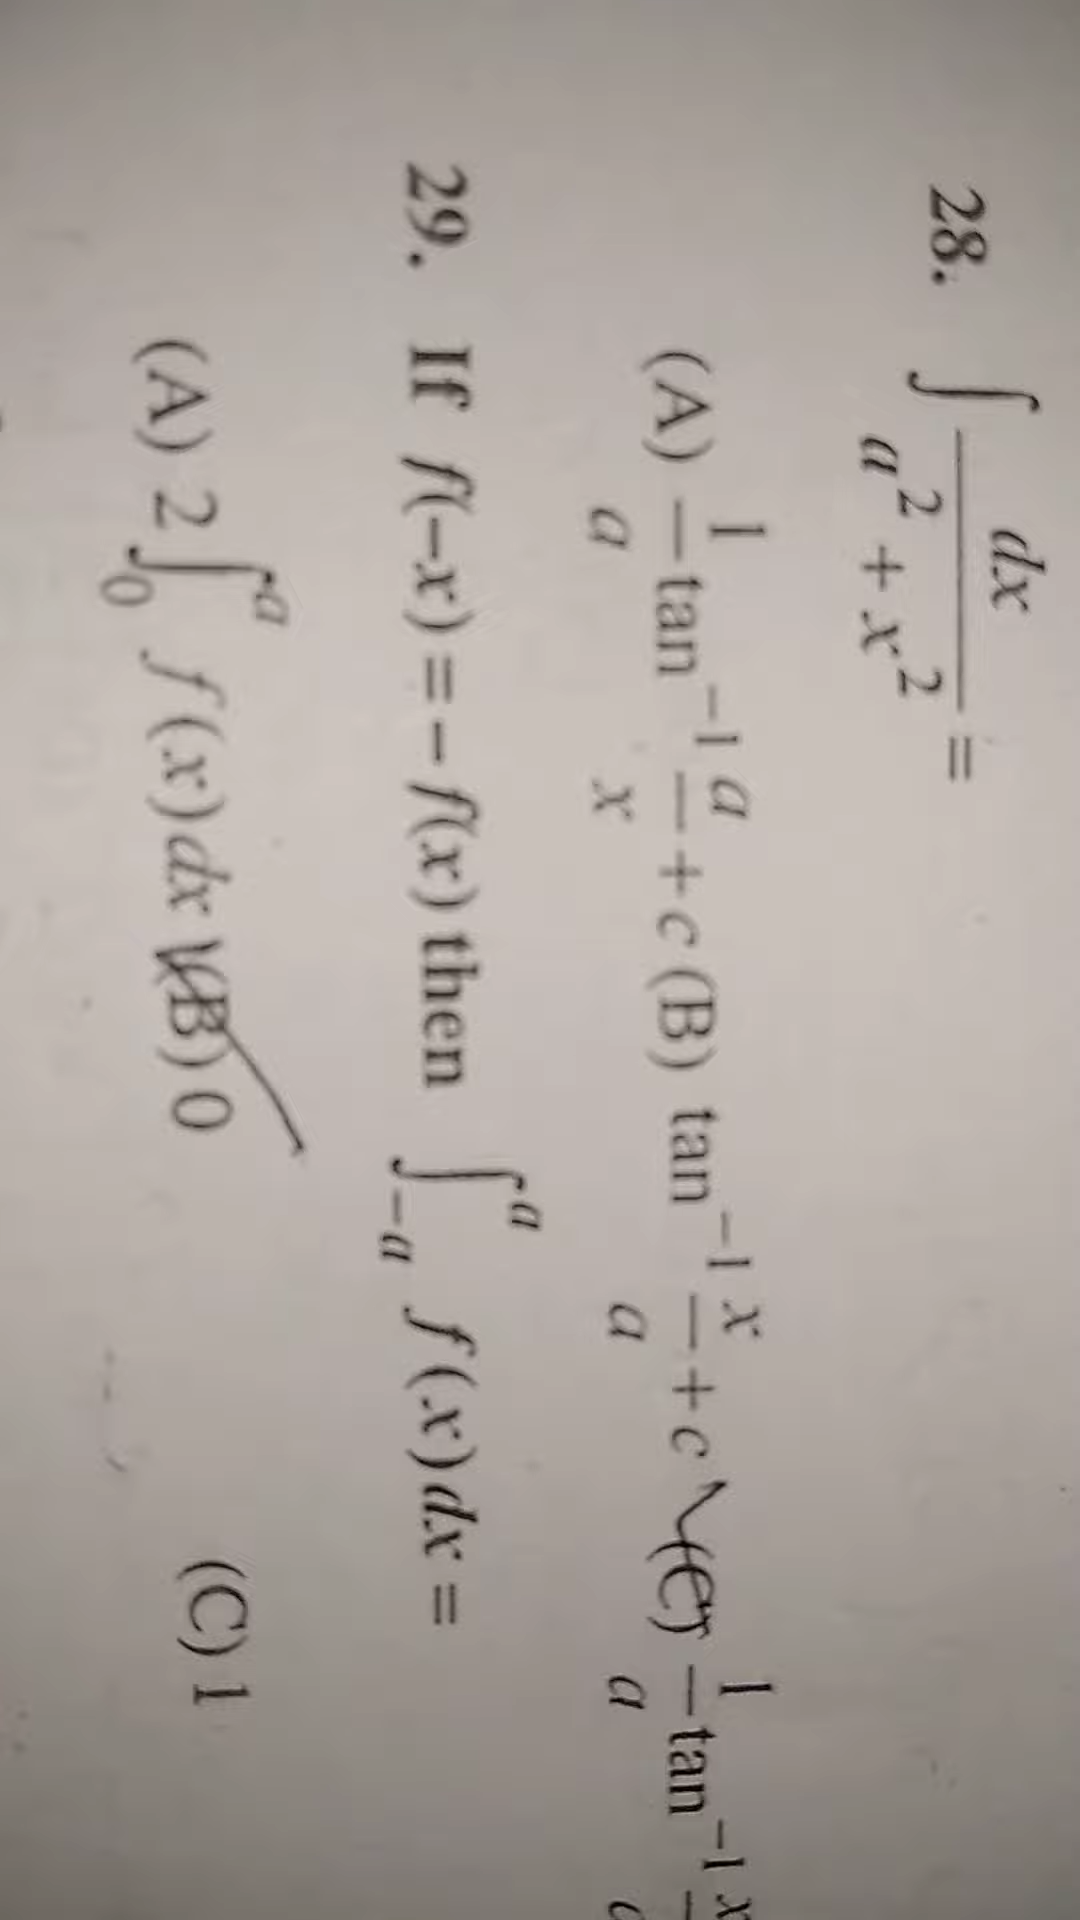 28. ∫ dx / (a² + x²) =
(A) 1/a tan⁻¹ a/x + c (B) tan⁻¹ x/a + c (C) 1/a tan⁻¹ x
29. If f(−x) = − f(x) then ∫₋ₐᵃ f(x) dx =
(A) 2 ∫₀ᵃ f(x) dx (B) 0 (C) 1